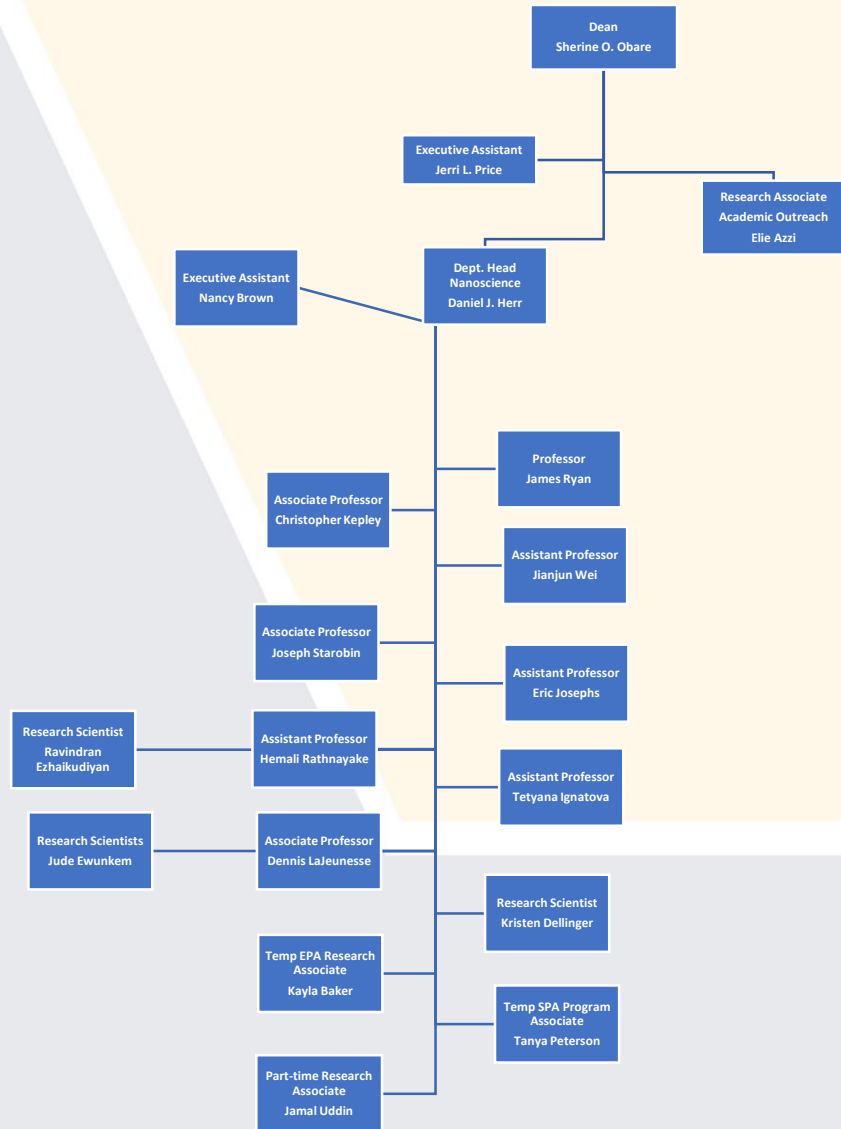 Dean
Sherine O. Obare
Executive Assistant
Jerri L. Price
Research Associate
Academic Outreach
Elie Azzi
Executive Assistant
Nancy Brown
Dept. Head
Nanoscience
Daniel J. Herr
Professor
James Ryan
Associate Professor
Christopher Kepley
Assistant Professor
Jianjun Wei
Associate Professor
Joseph Starobin
Assistant Professor
Eric Josephs
Research Scientist
Ravindran
Ezhaikudiyan
Assistant Professor
Hemali Rathnayake
Assistant Professor
Tetyana Ignatova
Research Scientists
Jude Ewunkem
Associate Professor
Dennis LaJeunesse
Research Scientist
Kristen Dellinger
Temp EPA Research
Associate
Kayla Baker
Temp SPA Program
Associate
Tanya Peterson
Part-time Research
Associate
Jamal Uddin